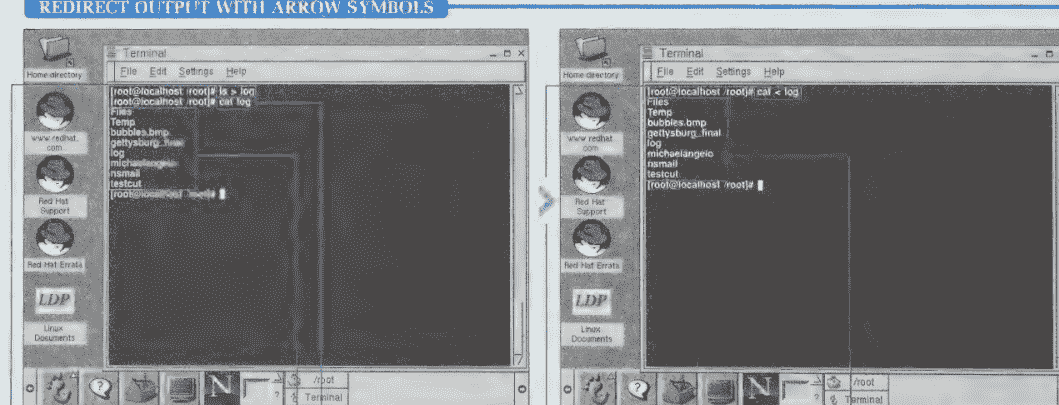 REDIRECT OUTPUT WITH ARROW SYMBOLS
Terminal
File Edit Settings Help
[root@localhost /root]# ls > log
[root@localhost /root]# cat log
Files
Temp
bubbles.bmp
gettysburg_final
log
michaelangelo
nsmail
testcut
[root@localhost /root]#
Home directory
www.redhat.
com
Red Hat
Support
Red Hat Errata
LDP
Linux
Documents
N
?
/root
Terminal
Terminal
File Edit Settings Help
[root@localhost /root]# cat < log
Files
Temp
bubbles.bmp
gettysburg_final
log
michaelangelo
nsmail
testcut
[root@localhost /root]#
Home directory
www.redhat.
com
Red Hat
Support
Red Hat Errata
LDP
Linux
Documents
N
?
/root
Terminal